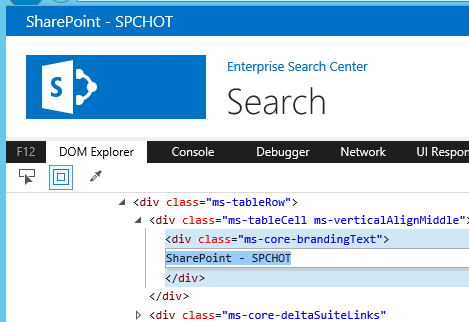 SharePoint - SPCHOT
S
Enterprise Search Center
Search
F12 DOM Explorer Console Debugger Network UI Respon
<div class="ms-tableRow">
<div class="ms-tableCell ms-verticalAlignMiddle">
<div class="ms-core-brandingText">
SharePoint - SPCHOT
</div>
</div>
<div class="ms-core-deltaSuiteLinks"